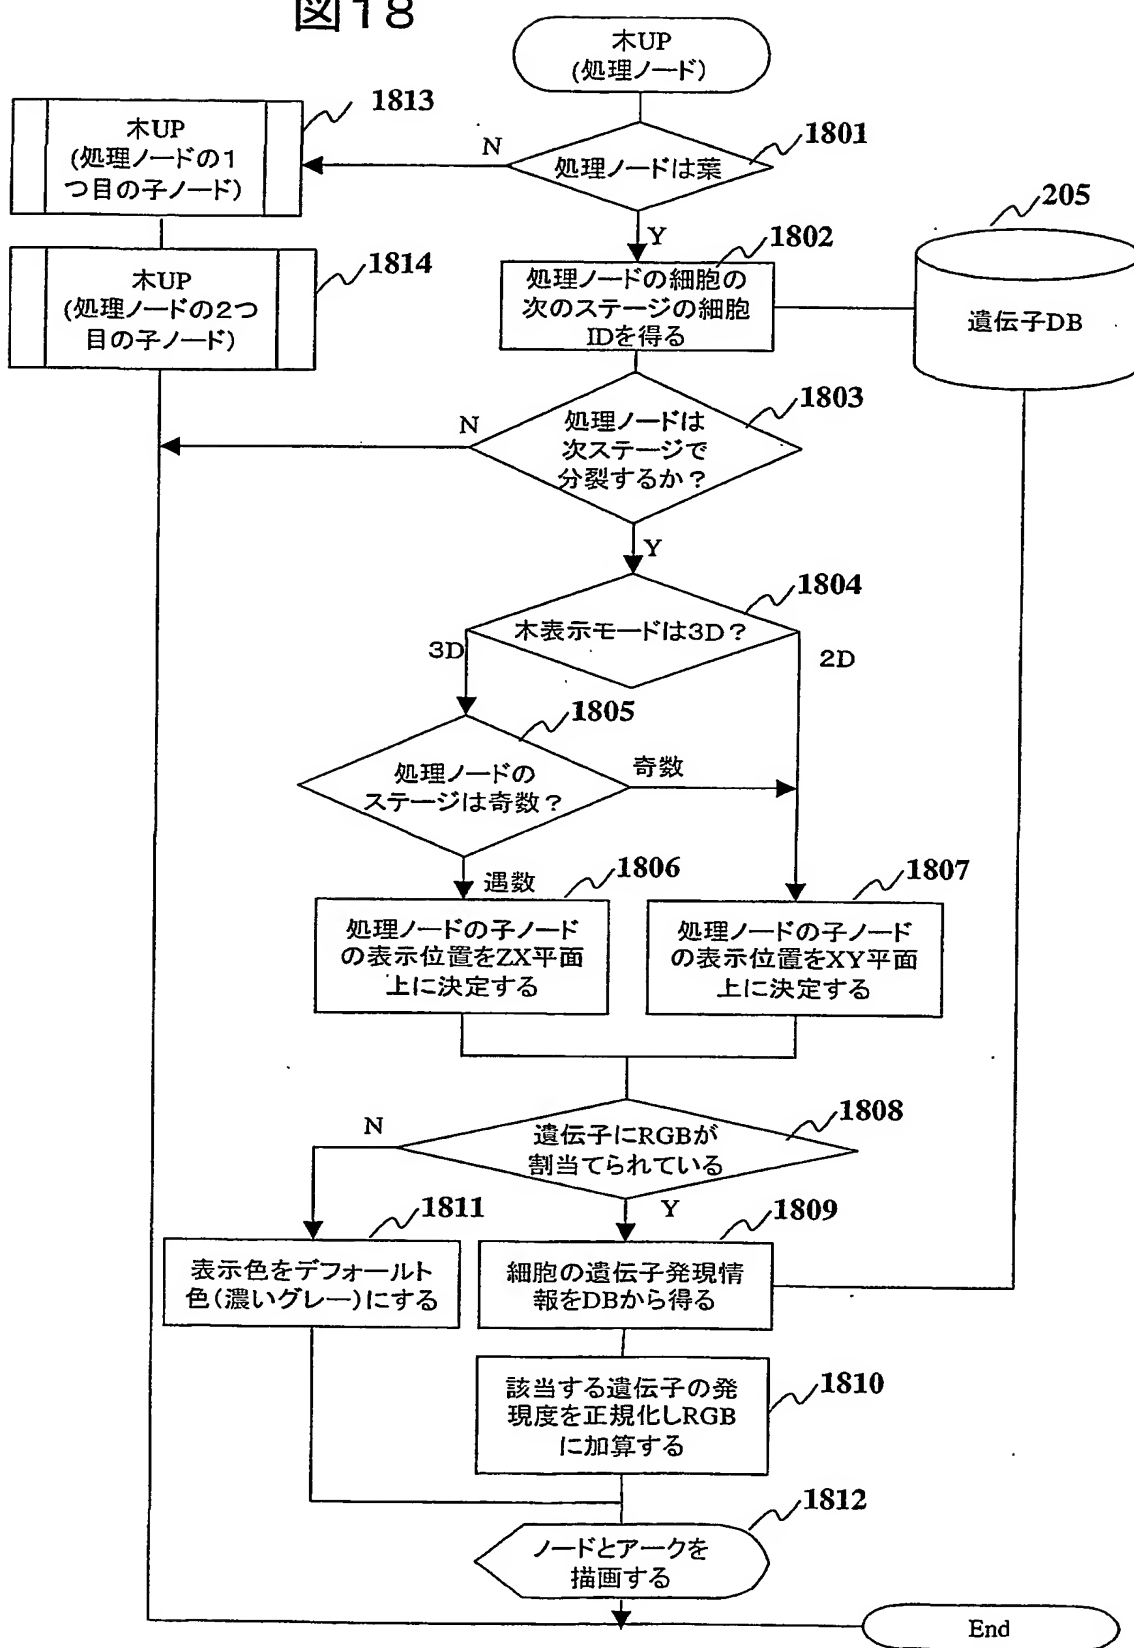 図18
木UP
(処理ノード)
1813
木UP
(処理ノードの1
つ目の子ノード)
N
1801
処理ノードは葉
205
遺伝子DB
Y
1802
処理ノードの細胞の
次のステージの細胞
IDを得る
1814
木UP
(処理ノードの2つ
目の子ノード)
N
1803
処理ノードは
次ステージで
分裂するか?
Y
1804
木表示モードは3D?
3D
2D
1805
処理ノードの
ステージは奇数?
奇数
遇数
1806
処理ノードの子ノード
の表示位置をZX平面
上に決定する
1807
処理ノードの子ノード
の表示位置をXY平面
上に決定する
N
1808
遺伝子にRGBが
割当てられている
Y
1811
表示色をデフォールト
色(濃いグレー)にする
1809
細胞の遺伝子発現情
報をDBから得る
1810
該当する遺伝子の発
現度を正規化しRGB
に加算する
1812
ノードとアークを
描画する
End